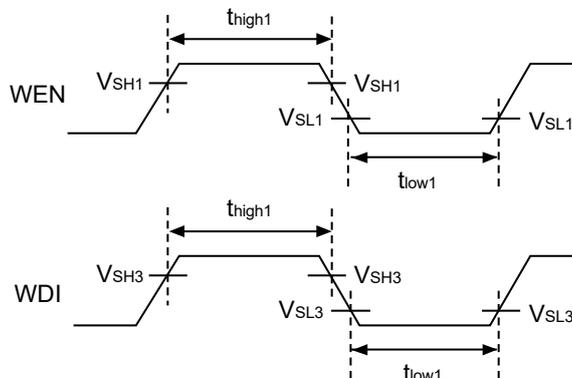 thigh1
VSH1
VSH1
WEN
VSL1
VSL1
tlow1
thigh1
VSH3
VSH3
WDI
VSL3
VSL3
tlow1